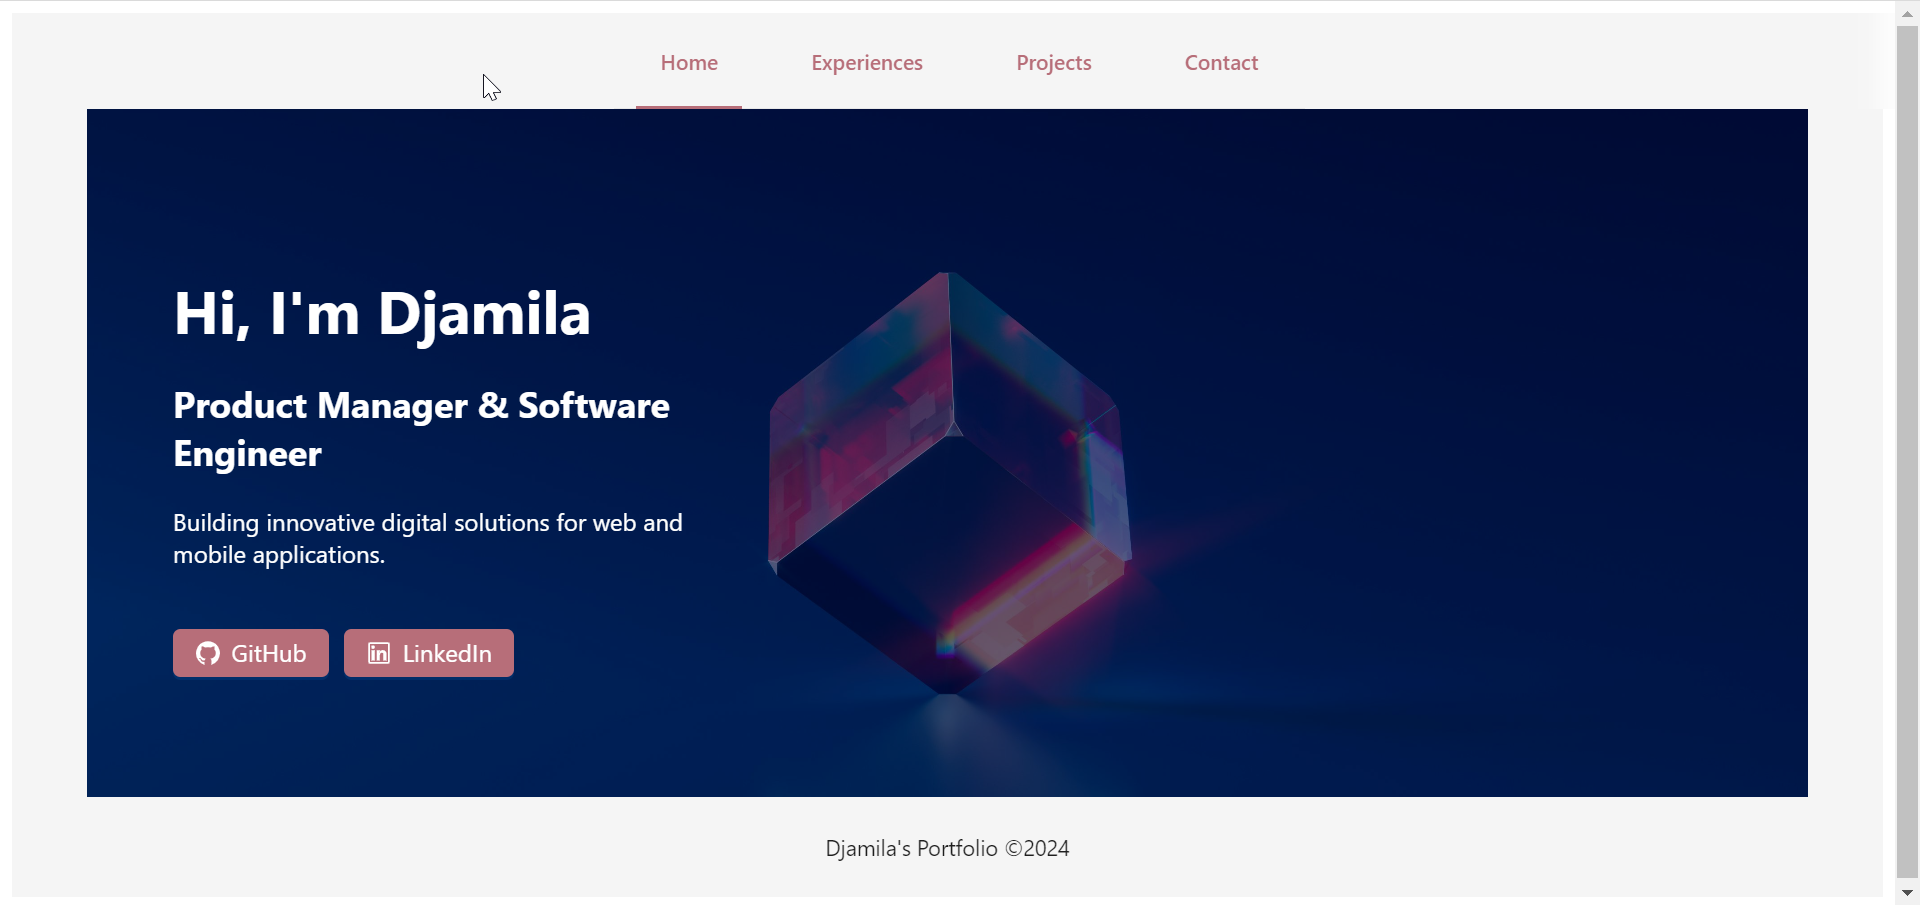 Home Experiences Projects Contact
Hi, I'm Djamila
Product Manager & Software
Engineer
Building innovative digital solutions for web and
mobile applications.
GitHub LinkedIn
Djamila's Portfolio ©2024